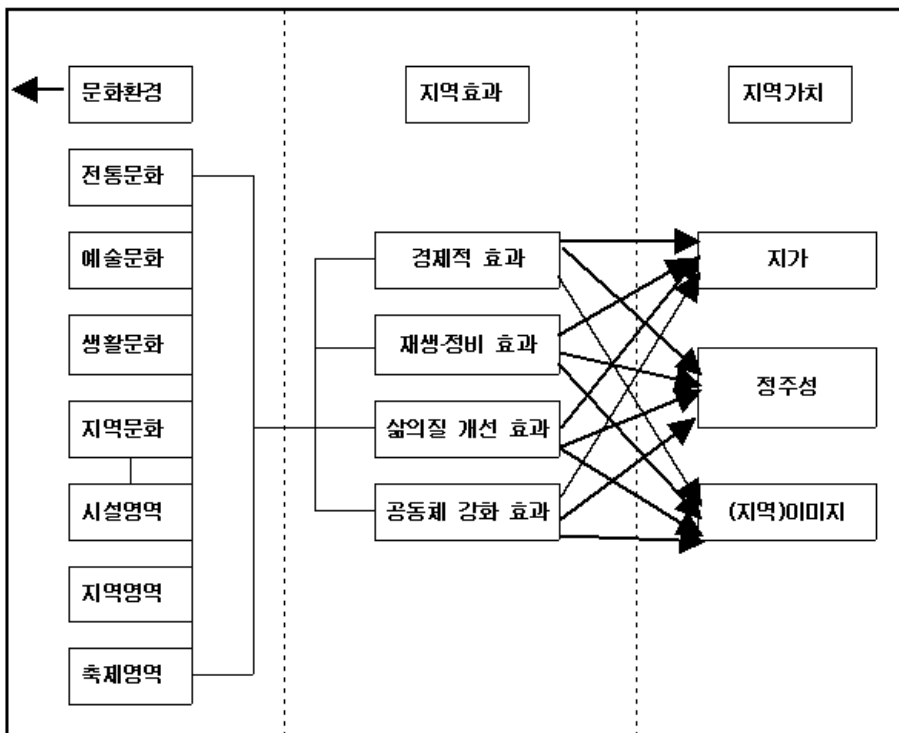 문화환경
지역효과
지역가치
전통문화
예술문화
생활문화
지역문화
시설영역
지역영역
축제영역
경제적 효과
재생·정비 효과
삶의질 개선 효과
공동체 강화 효과
지가
정주성
(지역)이미지